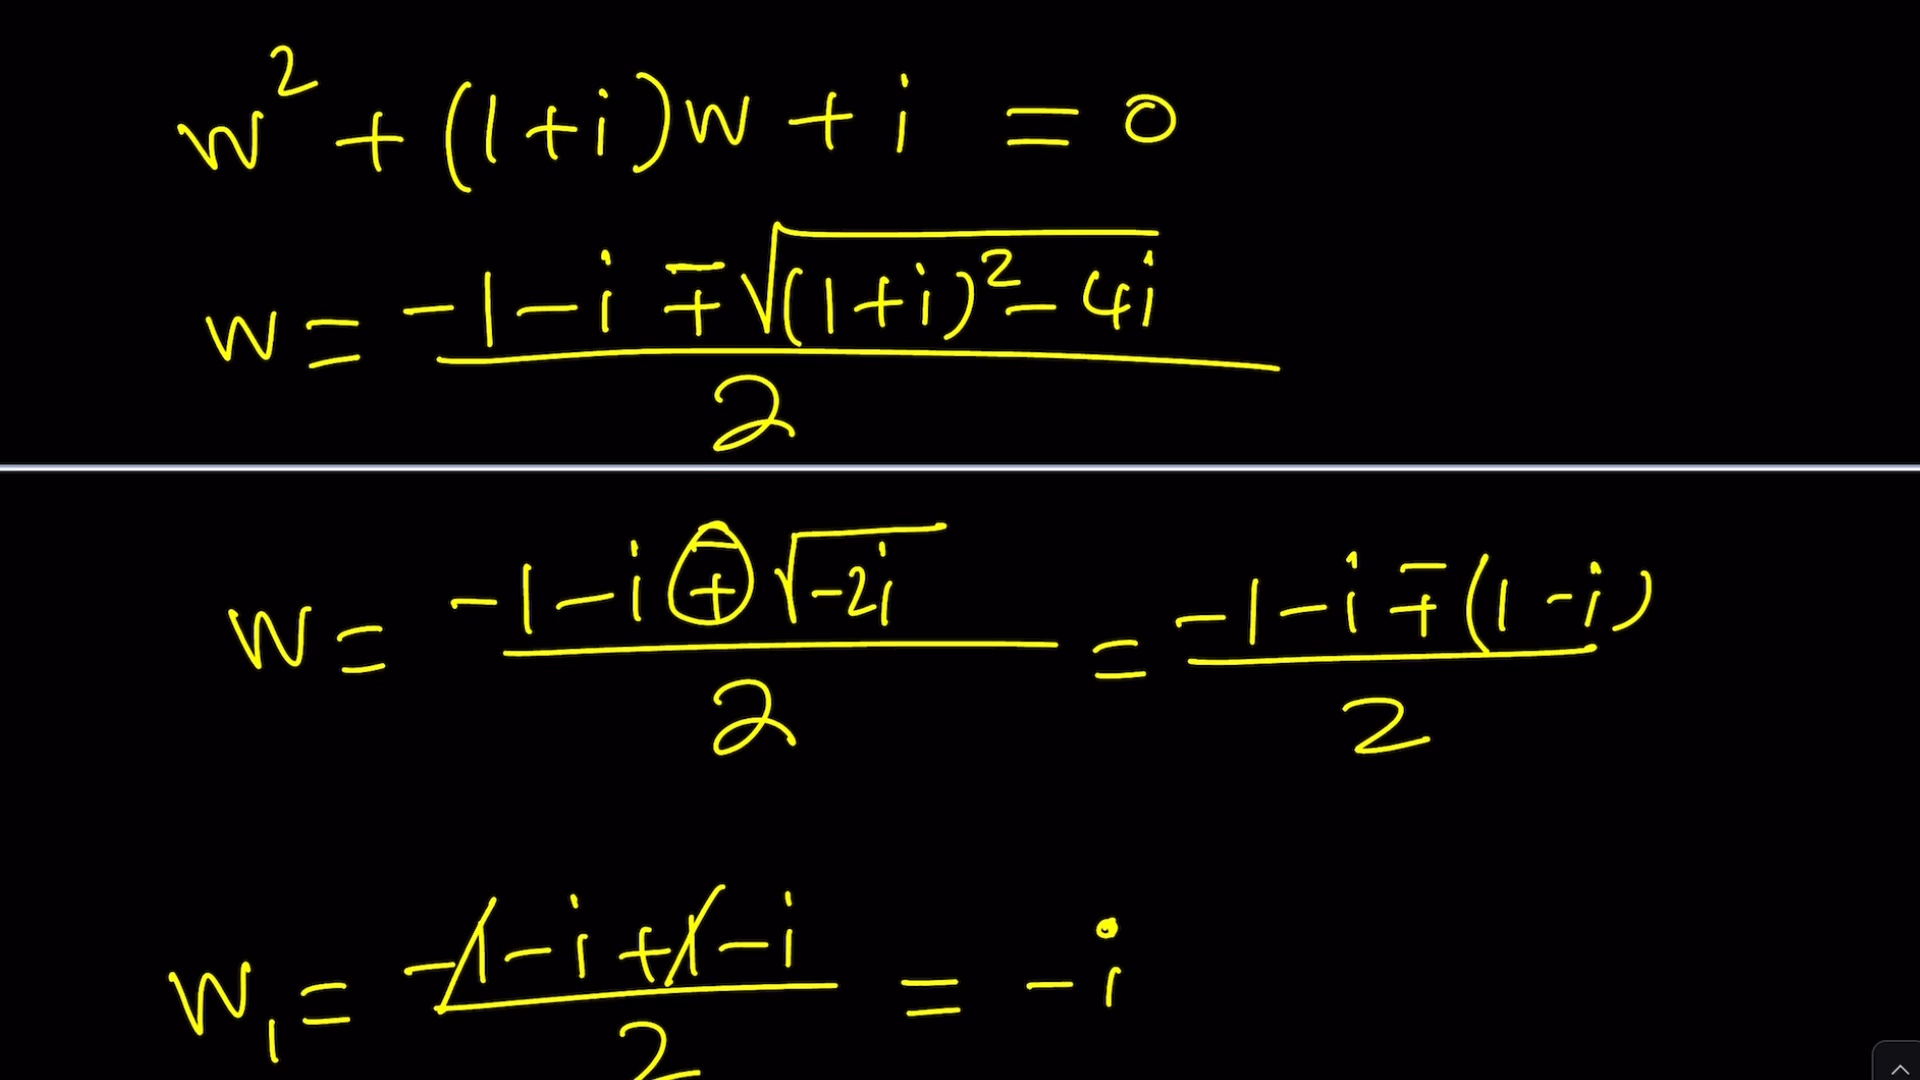 w² + (1+i)w + i = 0
w = (-1-i ∓ √((1+i)² - 4i)) / 2
w = (-1-i ∓ √(-2i)) / 2 = (-1-i ∓ (1-i)) / 2
w₁ = (-1-i+1-i) / 2 = -i